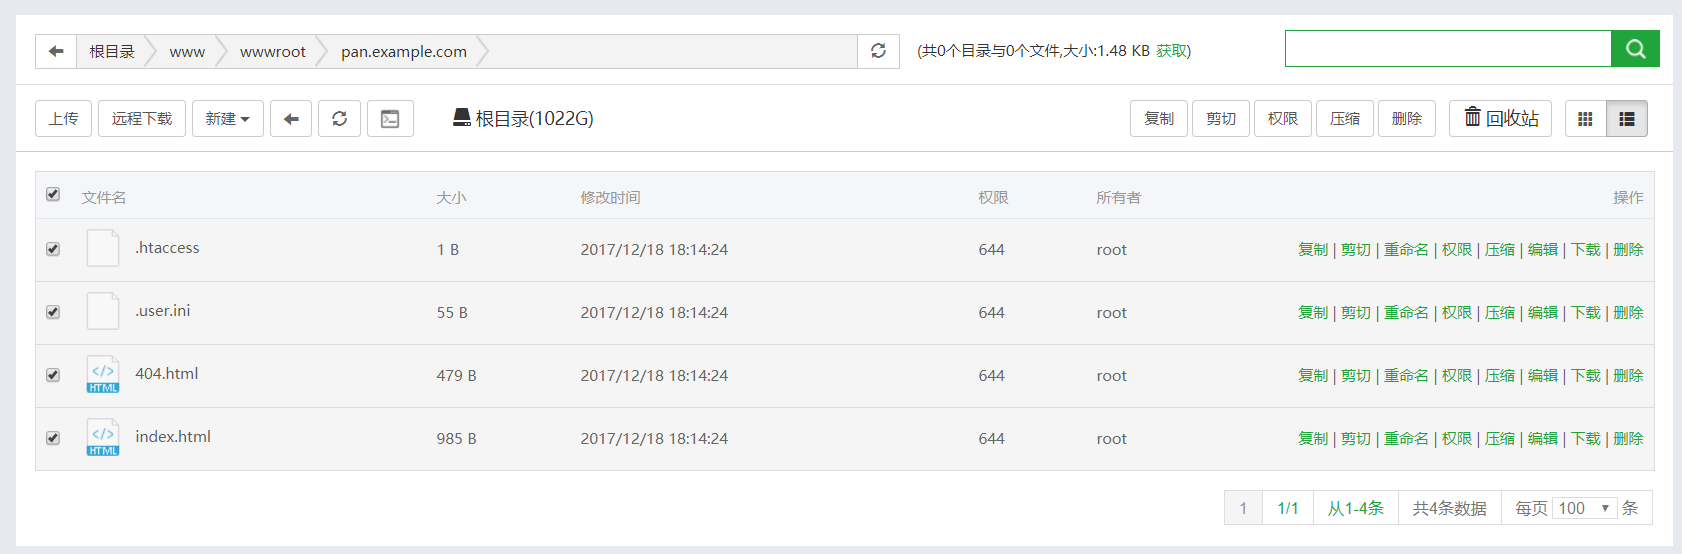 根目录 www wwwroot pan.example.com (共0个目录与0个文件,大小:1.48 KB 获取)
上传 远程下载 新建 根目录(1022G) 复制 剪切 权限 压缩 删除 回收站
文件名 大小 修改时间 权限 所有者 操作
.htaccess 1 B 2017/12/18 18:14:24 644 root 复制 | 剪切 | 重命名 | 权限 | 压缩 | 编辑 | 下载 | 删除
.user.ini 55 B 2017/12/18 18:14:24 644 root 复制 | 剪切 | 重命名 | 权限 | 压缩 | 编辑 | 下载 | 删除
HTML 404.html 479 B 2017/12/18 18:14:24 644 root 复制 | 剪切 | 重命名 | 权限 | 压缩 | 编辑 | 下载 | 删除
HTML index.html 985 B 2017/12/18 18:14:24 644 root 复制 | 剪切 | 重命名 | 权限 | 压缩 | 编辑 | 下载 | 删除
1 1/1 从1-4条 共4条数据 每页 100 条